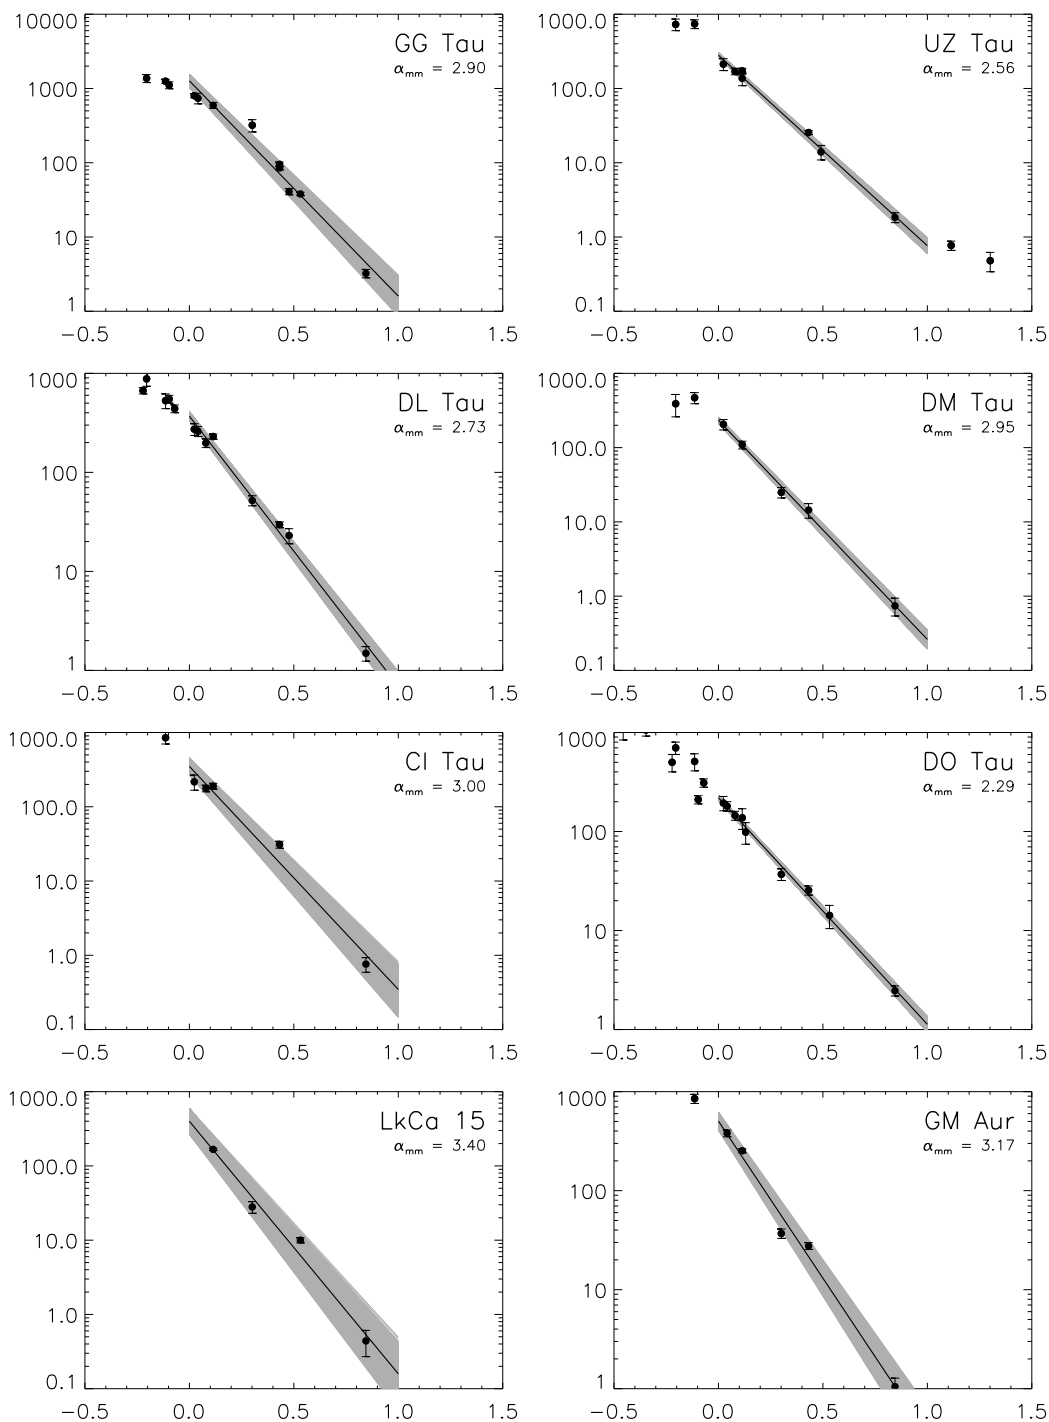 10000
GG Tau
αmm = 2.90
1000
100
10
1
−0.5 0.0 0.5 1.0 1.5
1000.0
UZ Tau
αmm = 2.56
100.0
10.0
1.0
0.1
−0.5 0.0 0.5 1.0 1.5
1000
DL Tau
αmm = 2.73
100
10
1
−0.5 0.0 0.5 1.0 1.5
1000.0
DM Tau
αmm = 2.95
100.0
10.0
1.0
0.1
−0.5 0.0 0.5 1.0 1.5
1000.0
CI Tau
αmm = 3.00
100.0
10.0
1.0
0.1
−0.5 0.0 0.5 1.0 1.5
1000
DO Tau
αmm = 2.29
100
10
1
−0.5 0.0 0.5 1.0 1.5
1000.0
LkCa 15
αmm = 3.40
100.0
10.0
1.0
0.1
−0.5 0.0 0.5 1.0 1.5
1000
GM Aur
αmm = 3.17
100
10
1
−0.5 0.0 0.5 1.0 1.5